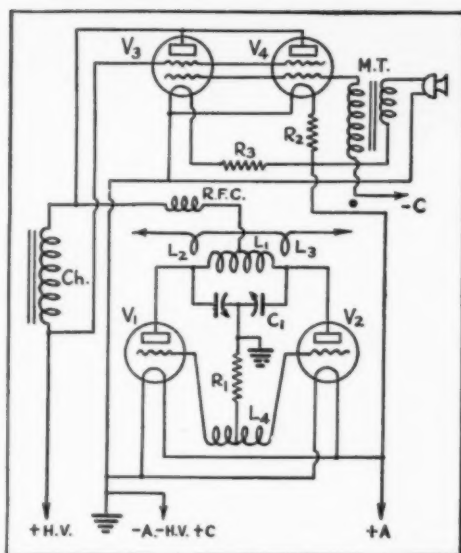 V3
V4
M.T.
R2
R3
-C
R.F.C.
L2
L1
L3
Ch.
C1
V1
V2
R1
L4
+H.V.
-A.-H.V.+C
+A